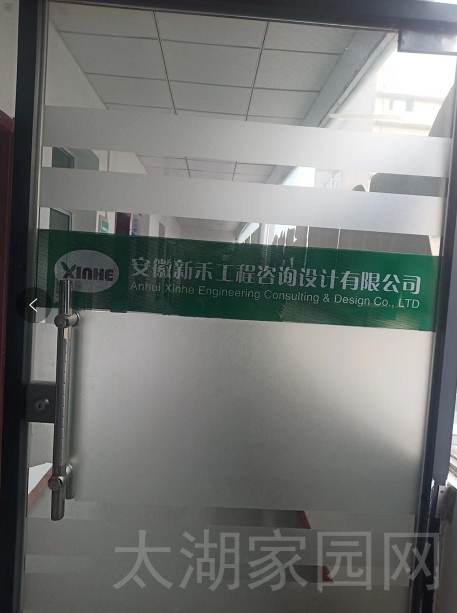 XINHE
安徽新禾工程咨询设计有限公司
Anhui Xinhe Engineering Consulting & Design Co., LTD
太湖家园网